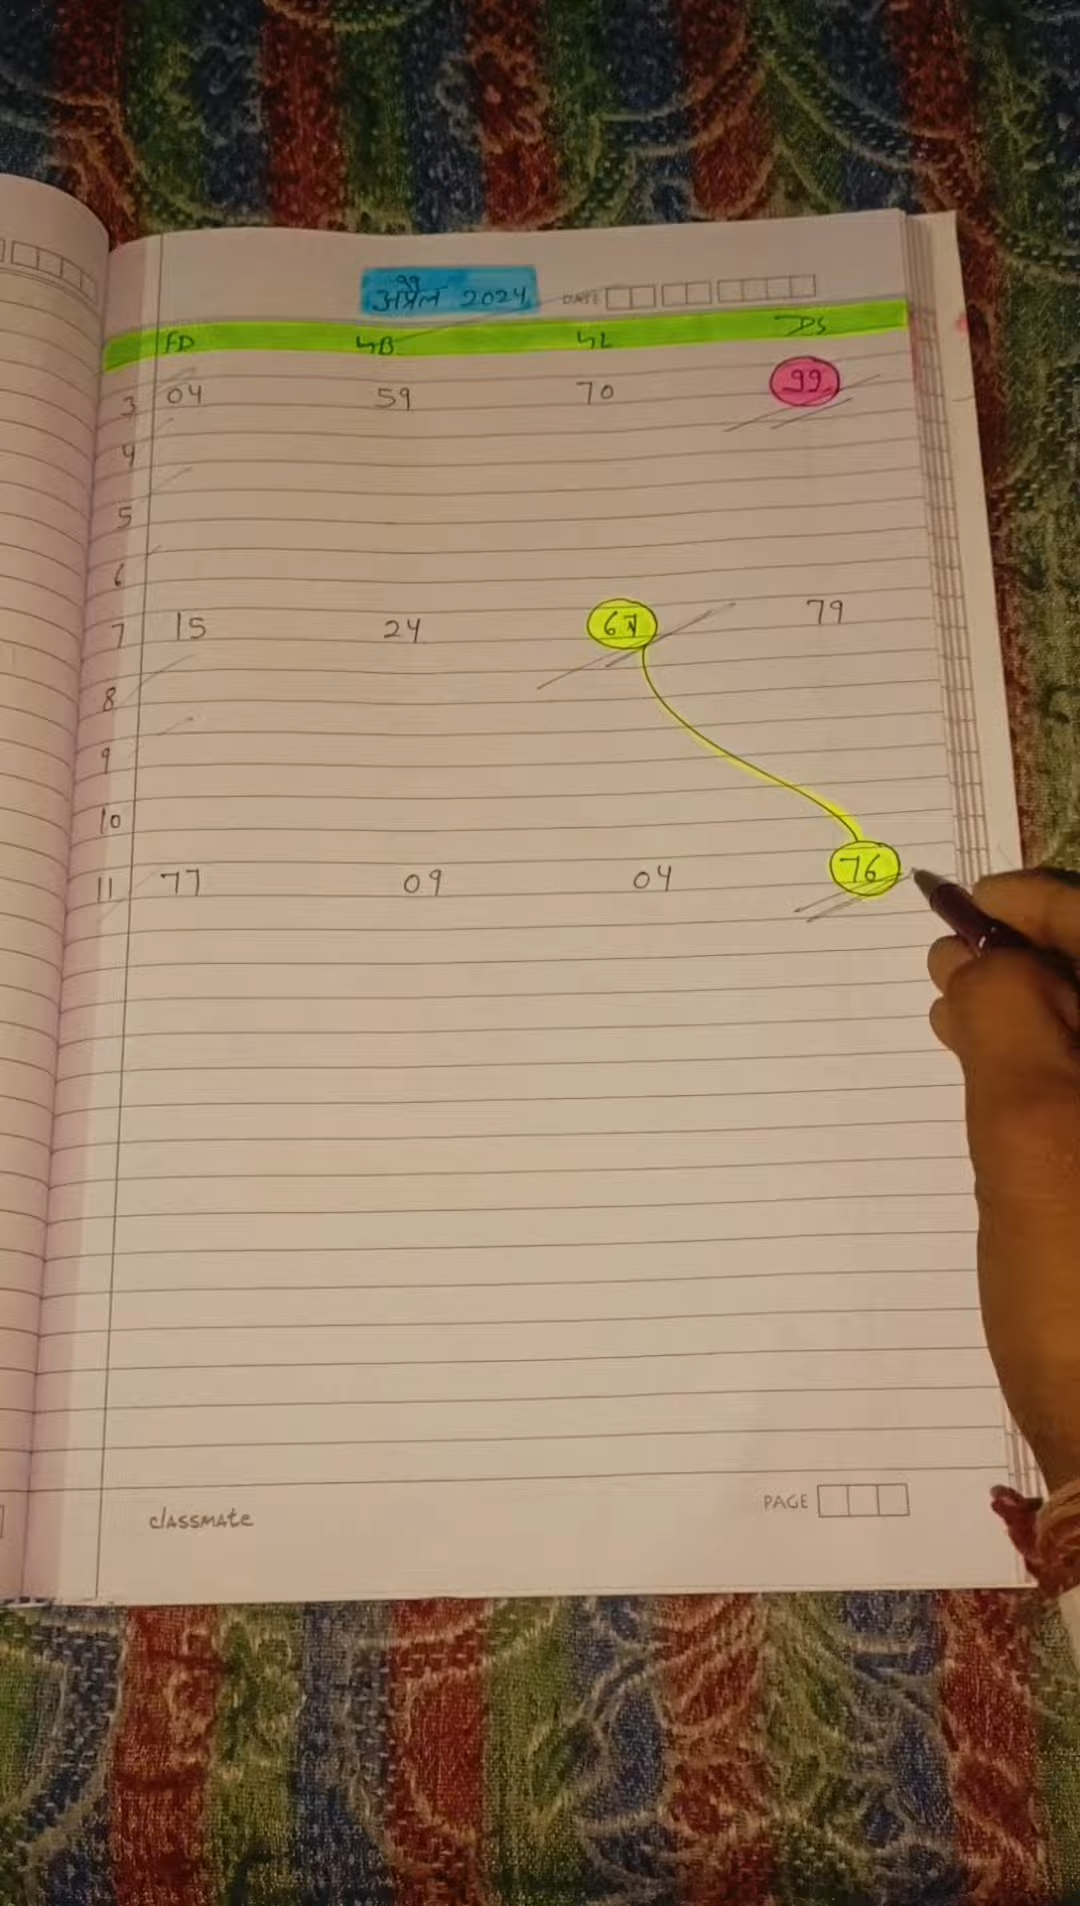 अप्रैल 2024 DATE
FD GB GL DS
3 04 59 70 99
4
5
6
7 15 24 67 79
8
9
10
11 77 09 04 76
classmate PAGE